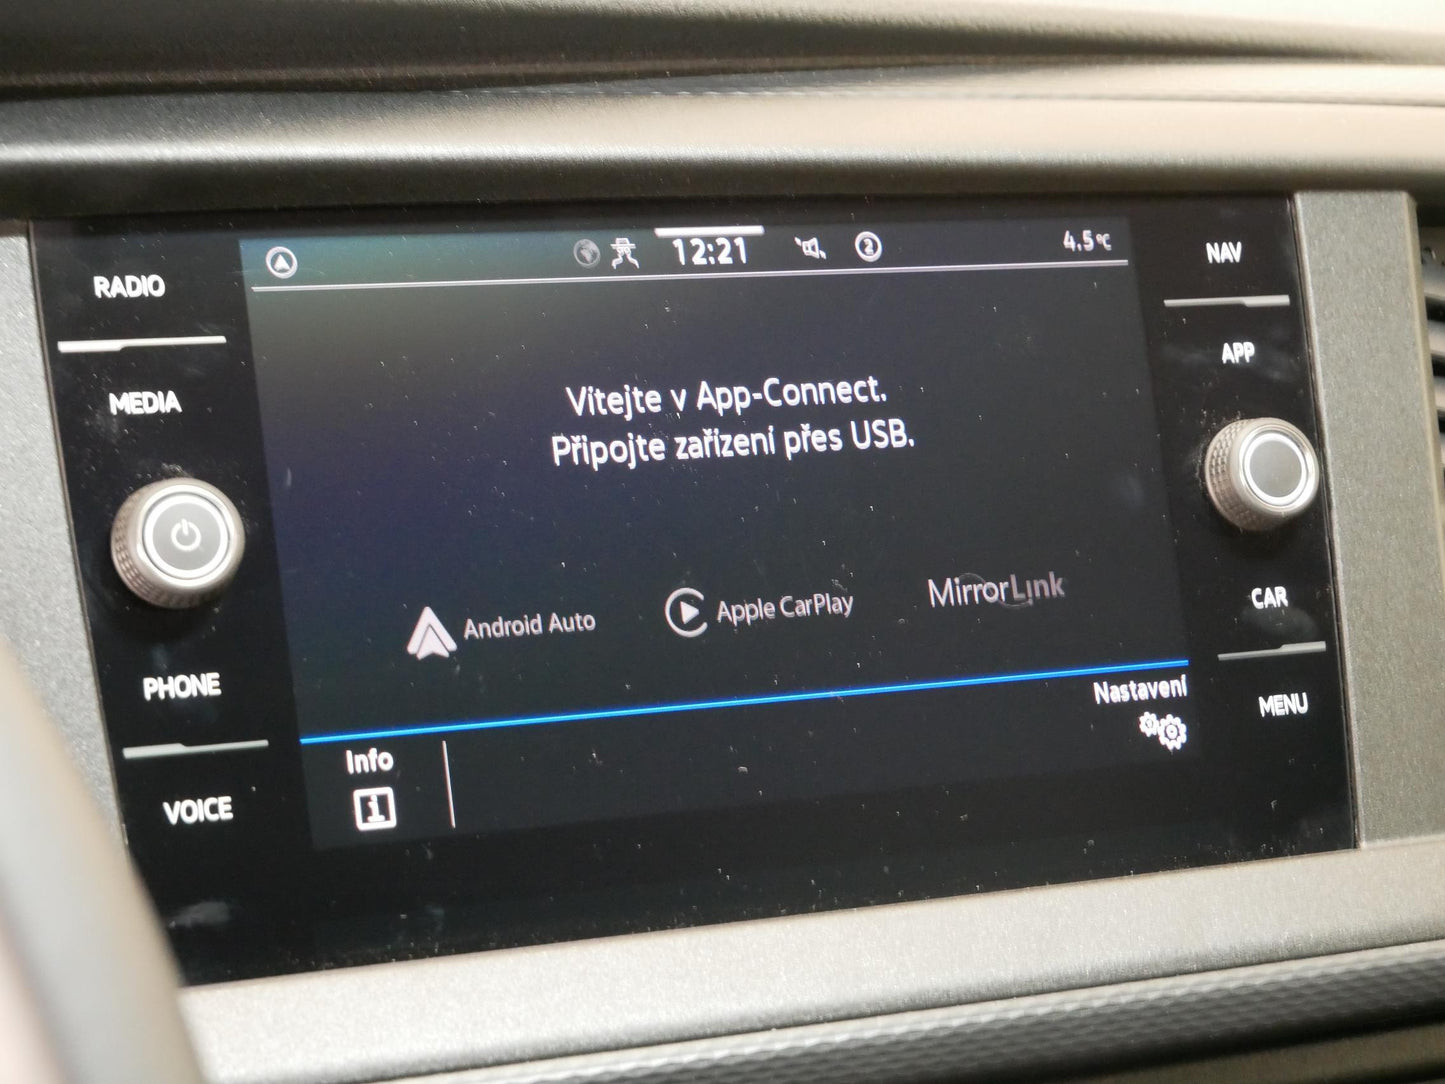 RADIO
MEDIA
PHONE
VOICE
12:21
2
4.5°C
Vítejte v App-Connect.
Připojte zařízení přes USB.
Android Auto
Apple CarPlay
MirrorLink
Nastavení
Info
i
NAV
APP
CAR
MENU